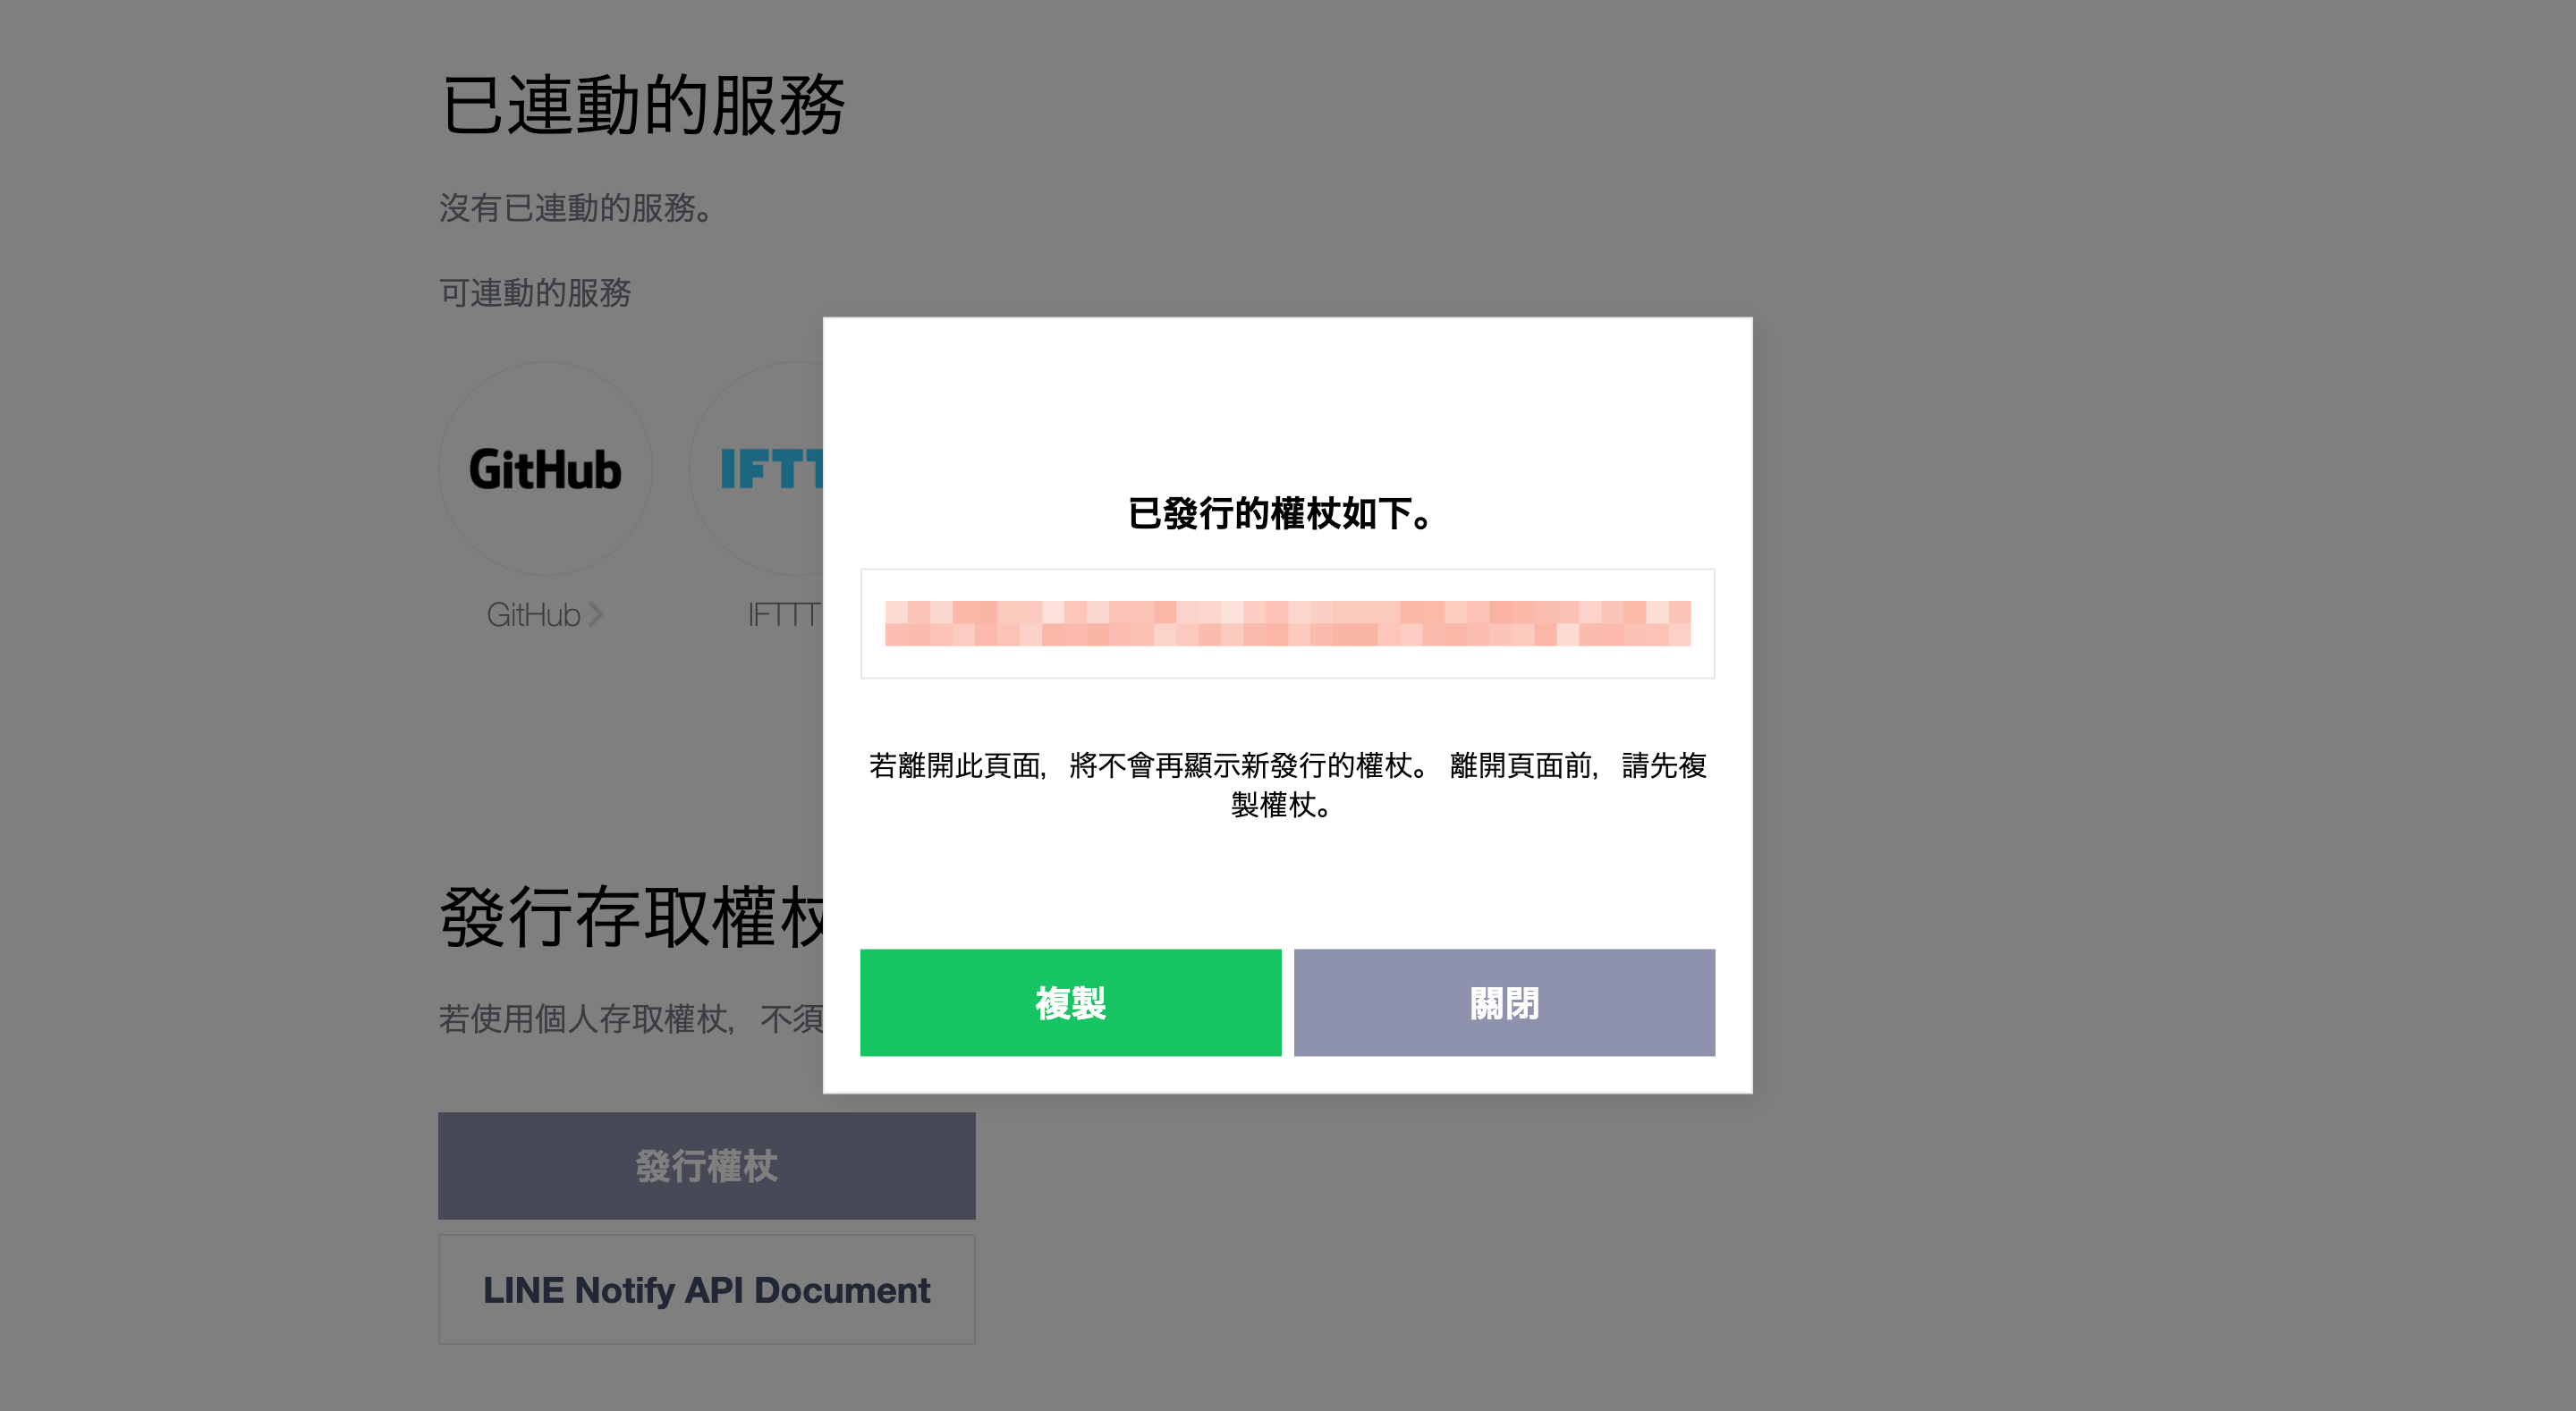 已連動的服務
沒有已連動的服務。
可連動的服務
GitHub
GitHub
IFTTT
已發行的權杖如下。
若離開此頁面，將不會再顯示新發行的權杖。 離開頁面前，請先複
製權杖。
複製
關閉
發行存取權杖
若使用個人存取權杖，不須
發行權杖
LINE Notify API Document